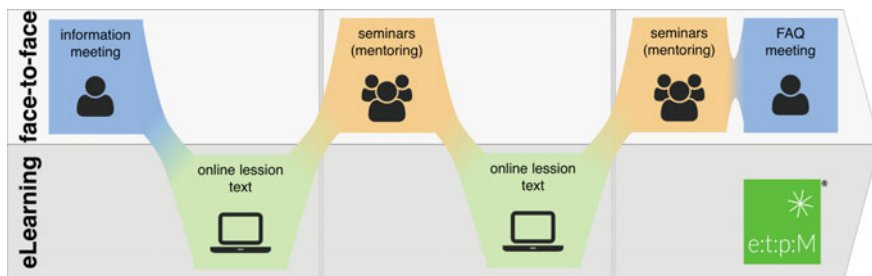 face-to-face
information
meeting
seminars
(mentoring)
seminars
(mentoring)
FAQ
meeting
eLearning
online lession
text
online lession
text
e:t:p:M
®